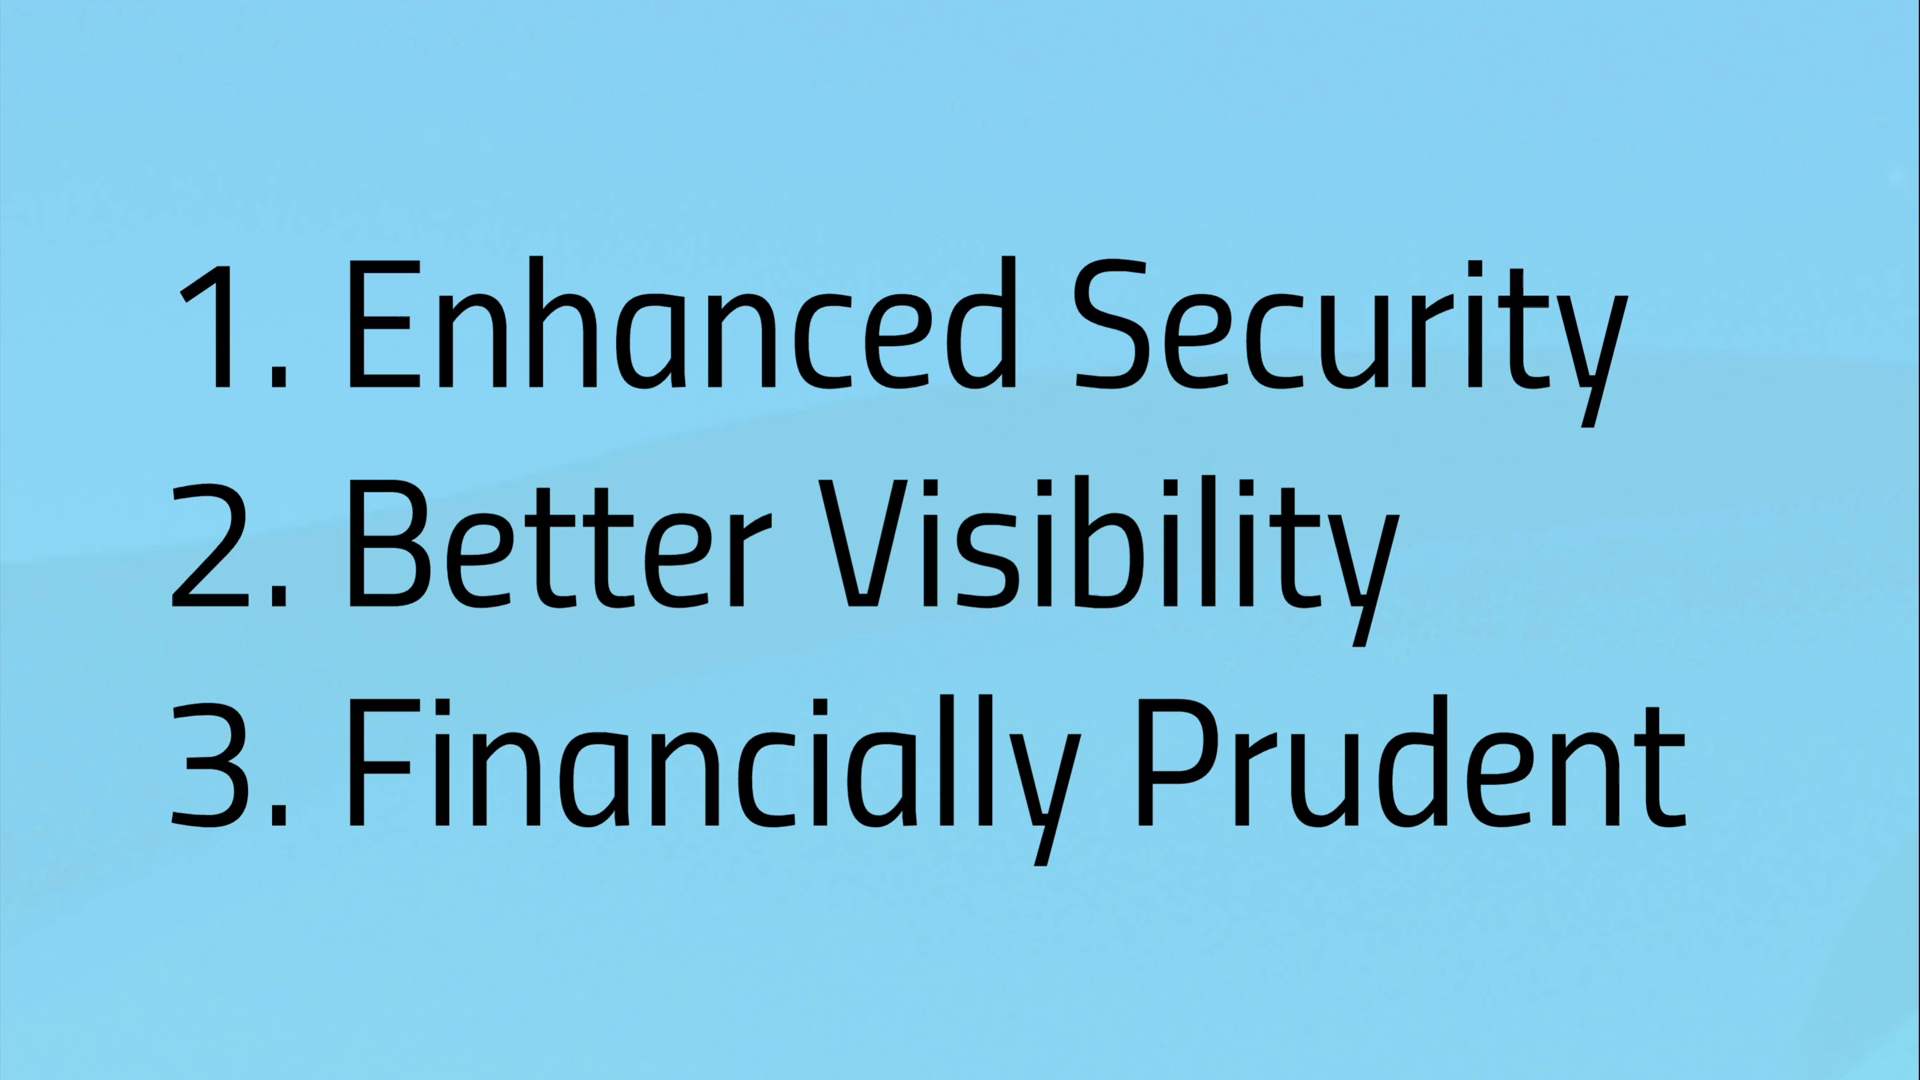 1. Enhanced Security
2. Better Visibility
3. Financially Prudent